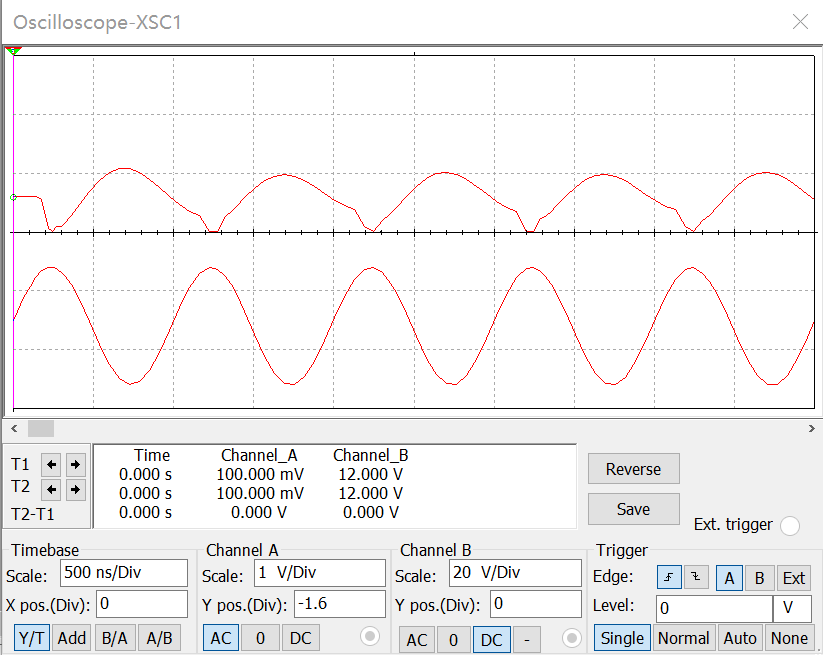 Oscilloscope-XSC1
Time Channel_A Channel_B
T1 0.000 s 100.000 mV 12.000 V
T2 0.000 s 100.000 mV 12.000 V
T2-T1 0.000 s 0.000 V 0.000 V
Reverse
Save
Ext. trigger
Timebase
Scale: 500 ns/Div
X pos.(Div): 0
Y/T Add B/A A/B
Channel A
Scale: 1 V/Div
Y pos.(Div): -1.6
AC 0 DC
Channel B
Scale: 20 V/Div
Y pos.(Div): 0
AC 0 DC -
Trigger
Edge: A B Ext
Level: 0 V
Single Normal Auto None